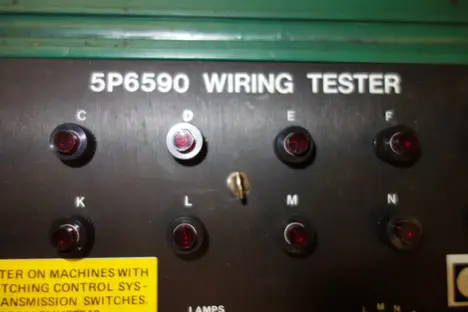 5P6590 WIRING TESTER
C D E F
K L M N
TER ON MACHINES WITH
TCHING CONTROL SYS-
ANSMISSION SWITCHES.
LAMPS
L M N